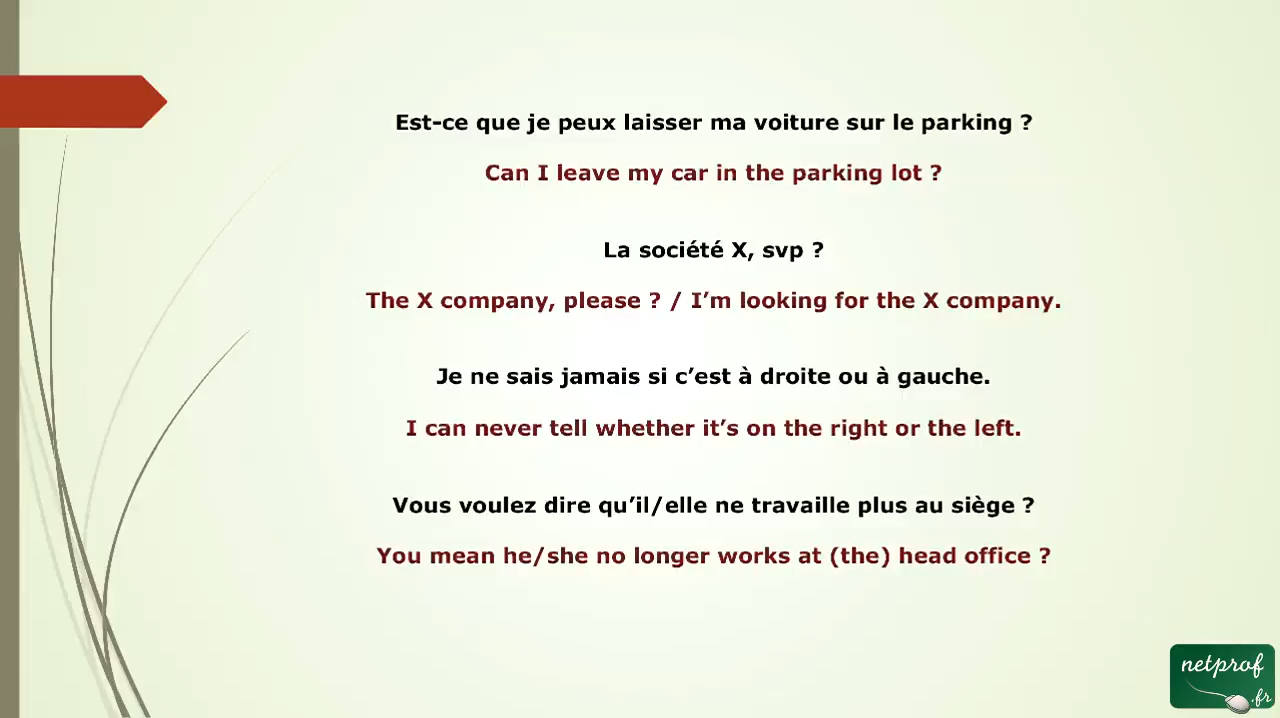 Est-ce que je peux laisser ma voiture sur le parking ?
Can I leave my car in the parking lot ?
La société X, svp ?
The X company, please ? / I’m looking for the X company.
Je ne sais jamais si c’est à droite ou à gauche.
I can never tell whether it’s on the right or the left.
Vous voulez dire qu’il/elle ne travaille plus au siège ?
You mean he/she no longer works at (the) head office ?
netprof
.fr